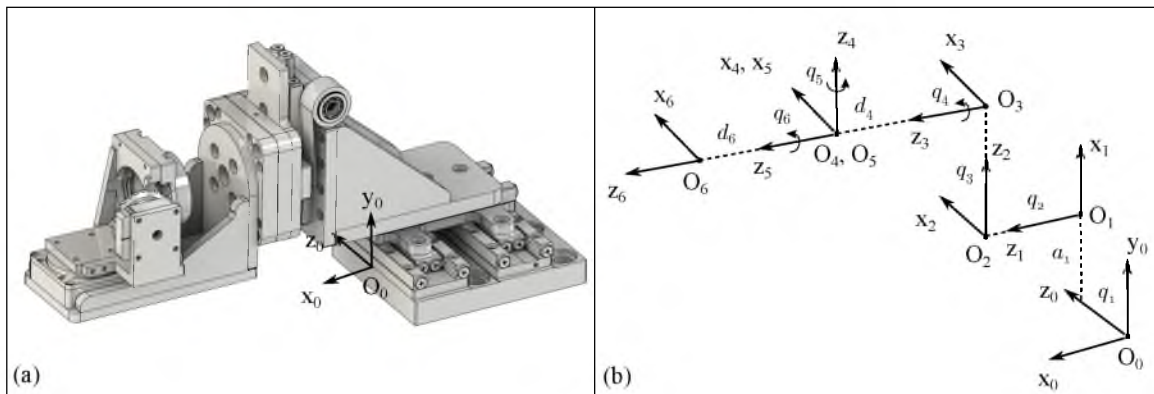 y₀
z₀
x₀
O₀
(a)
z₄
x₃
x₄, x₅
q₅
x₆
q₆
d₄
q₄
O₃
d₆
z₃
z₂
x₁
O₄, O₅
z₅
q₃
z₆
O₆
q₂
x₂
O₁
z₁
O₂
a₁
y₀
z₀
q₁
O₀
x₀
(b)